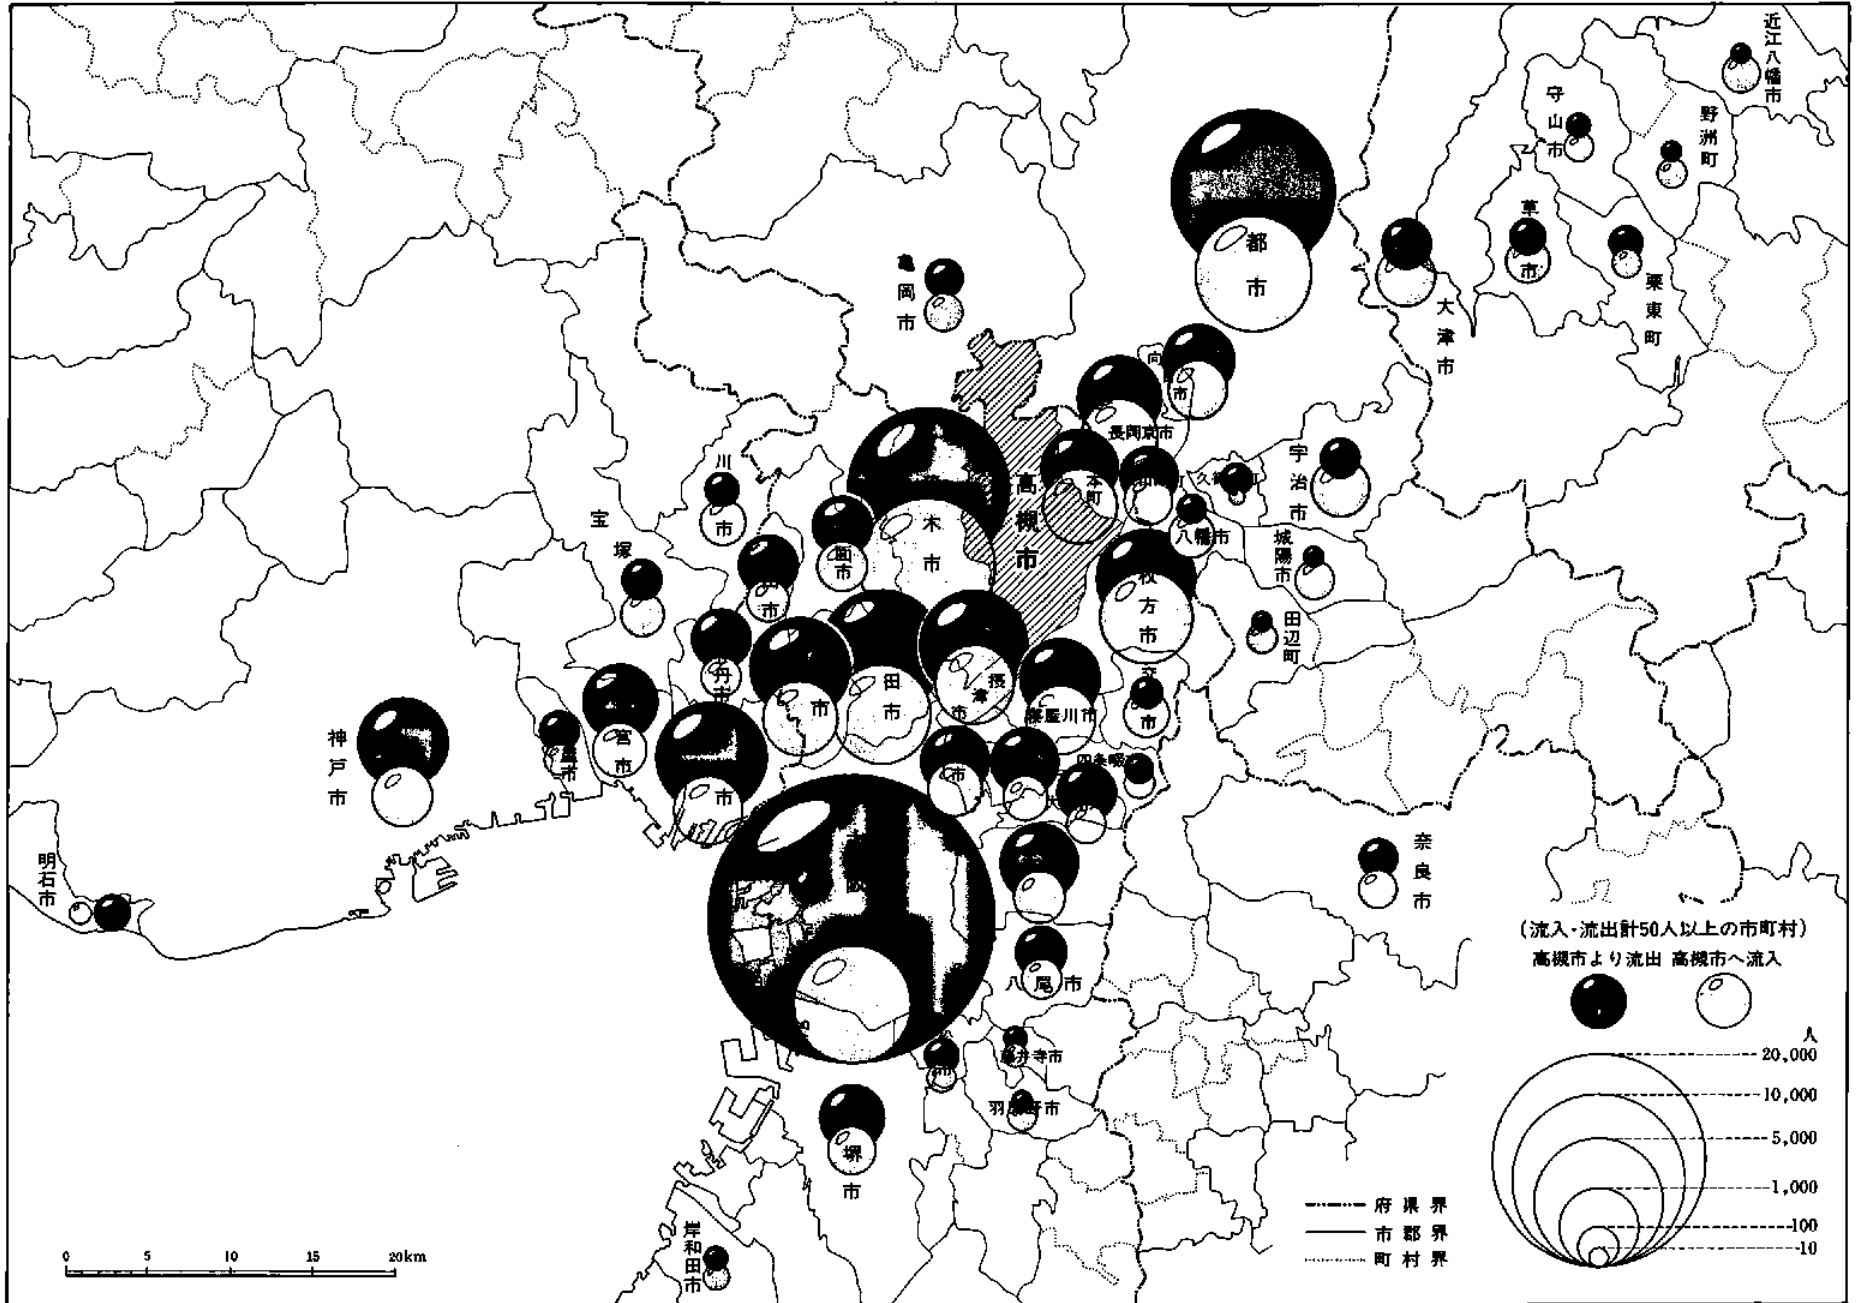 近江八幡市
守山市
野洲町
草
市
栗東町
大津市
都
市
亀岡市
向
市
長岡京市
高槻市
本町
八幡市
宇治市
城陽市
田辺町
枚方市
交
市
川
市
宝塚
木
市
市
市
丹市
田
市
市
摂津
市
寝屋川市
四条畷
神戸市
宮
市
市
市
市
大
明石市
奈良市
八尾市
藤井寺市
羽曳野市
堺
市
岸和田市
(流入・流出計50人以上の市町村)
高槻市より流出 高槻市へ流入
人
20,000
10,000
5,000
1,000
100
10
府県界
市郡界
町村界
0 5 10 15 20km